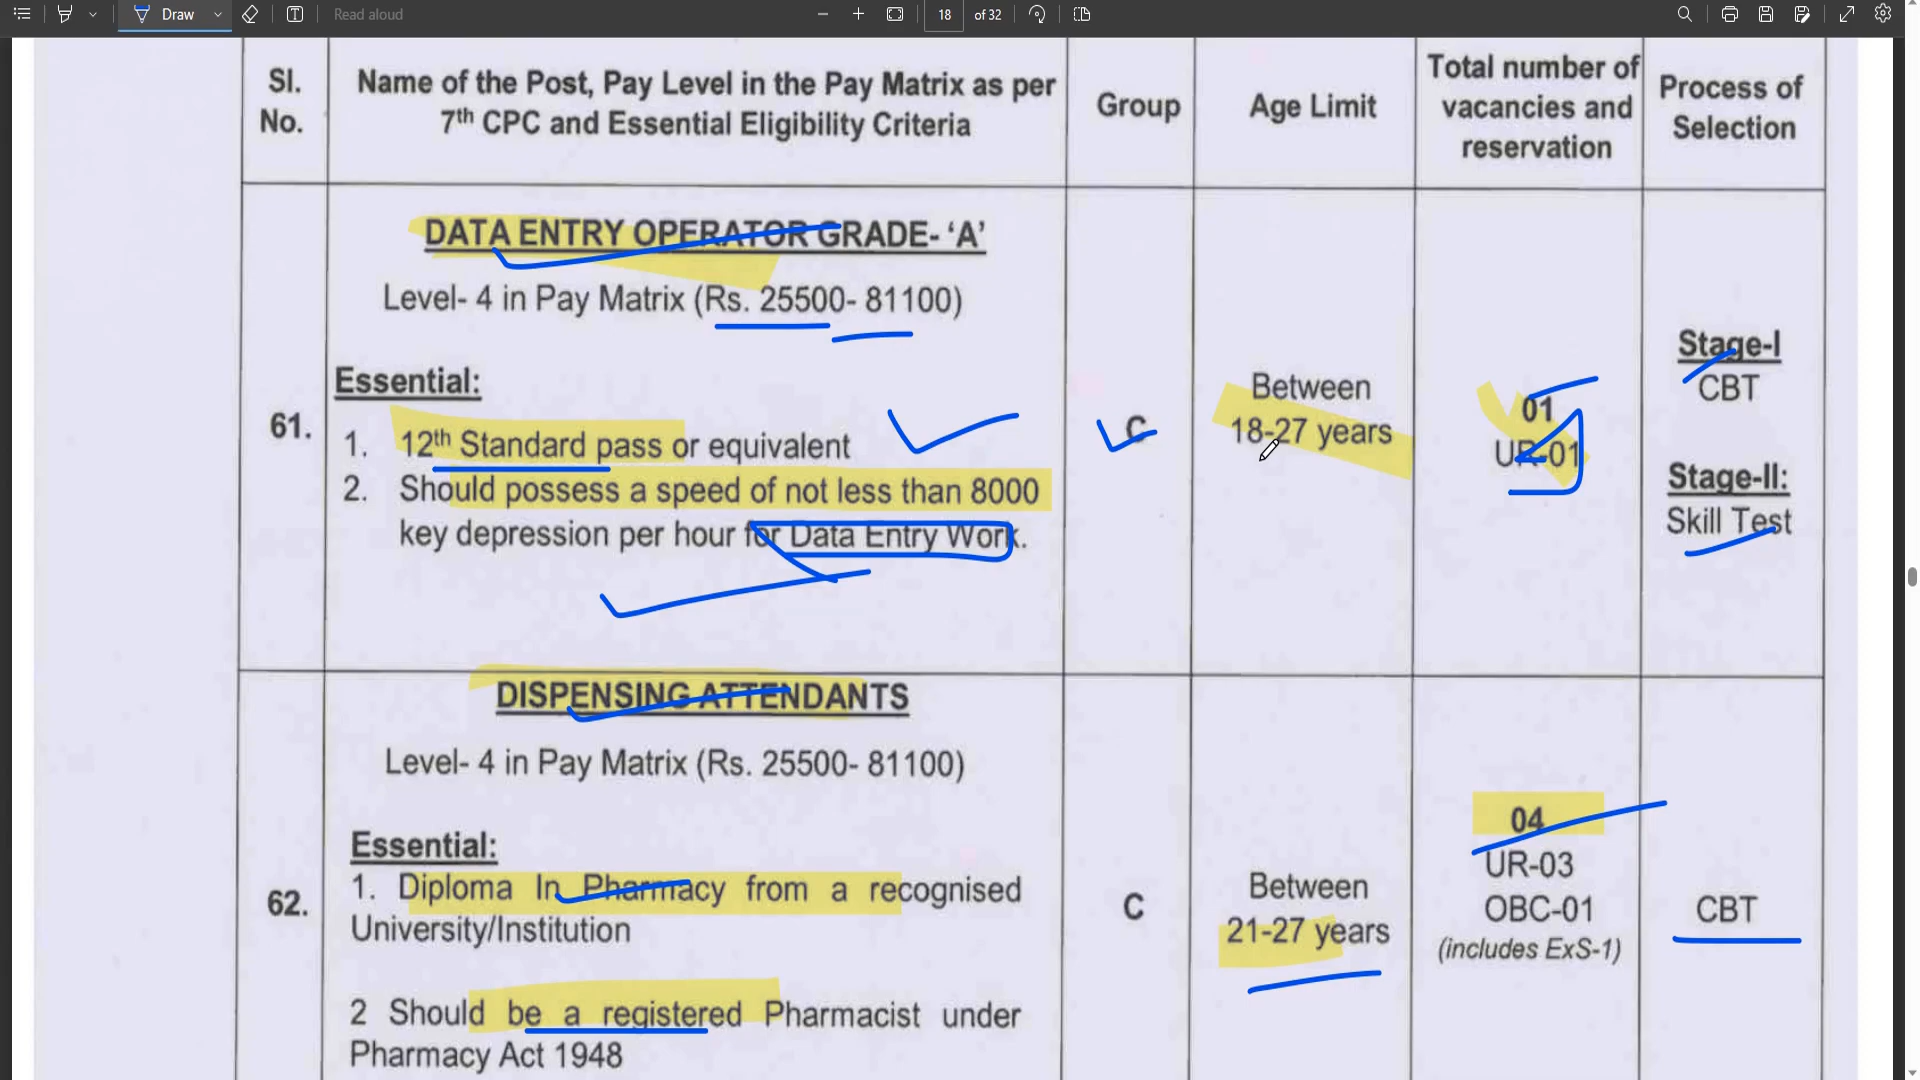 Draw
Read aloud
18 of 32
Sl. No.
Name of the Post, Pay Level in the Pay Matrix as per
7th CPC and Essential Eligibility Criteria
Group
Age Limit
Total number of
vacancies and
reservation
Process of
Selection
61.
DATA ENTRY OPERATOR GRADE- ‘A’
Level- 4 in Pay Matrix (Rs. 25500- 81100)
Essential:
1. 12th Standard pass or equivalent
2. Should possess a speed of not less than 8000
key depression per hour for Data Entry Work.
C
Between
18-27 years
01
UR-01
Stage-I
CBT
Stage-II:
Skill Test
62.
DISPENSING ATTENDANTS
Level- 4 in Pay Matrix (Rs. 25500- 81100)
Essential:
1. Diploma In Pharmacy from a recognised
University/Institution
2 Should be a registered Pharmacist under
Pharmacy Act 1948
C
Between
21-27 years
04
UR-03
OBC-01
(includes ExS-1)
CBT